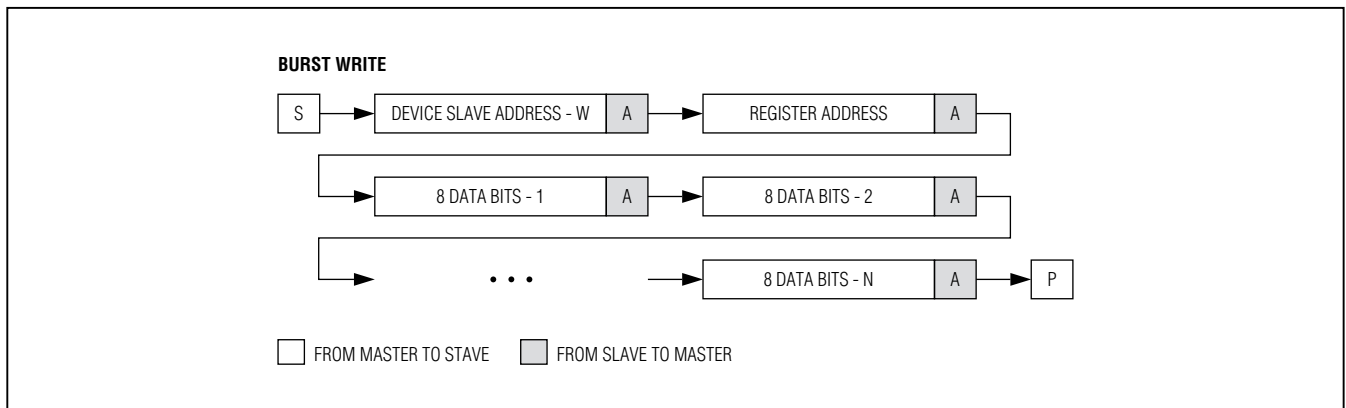 BURST WRITE
S DEVICE SLAVE ADDRESS - W A REGISTER ADDRESS A
8 DATA BITS - 1 A 8 DATA BITS - 2 A
• • • 8 DATA BITS - N A P
FROM MASTER TO STAVE FROM SLAVE TO MASTER